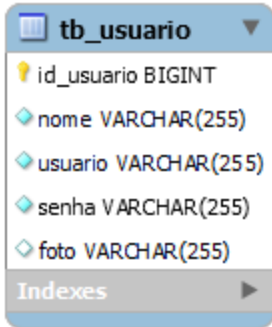 tb_usuario
id_usuario BIGINT
nome VARCHAR(255)
usuario VARCHAR(255)
senha VARCHAR(255)
foto VARCHAR(255)
Indexes